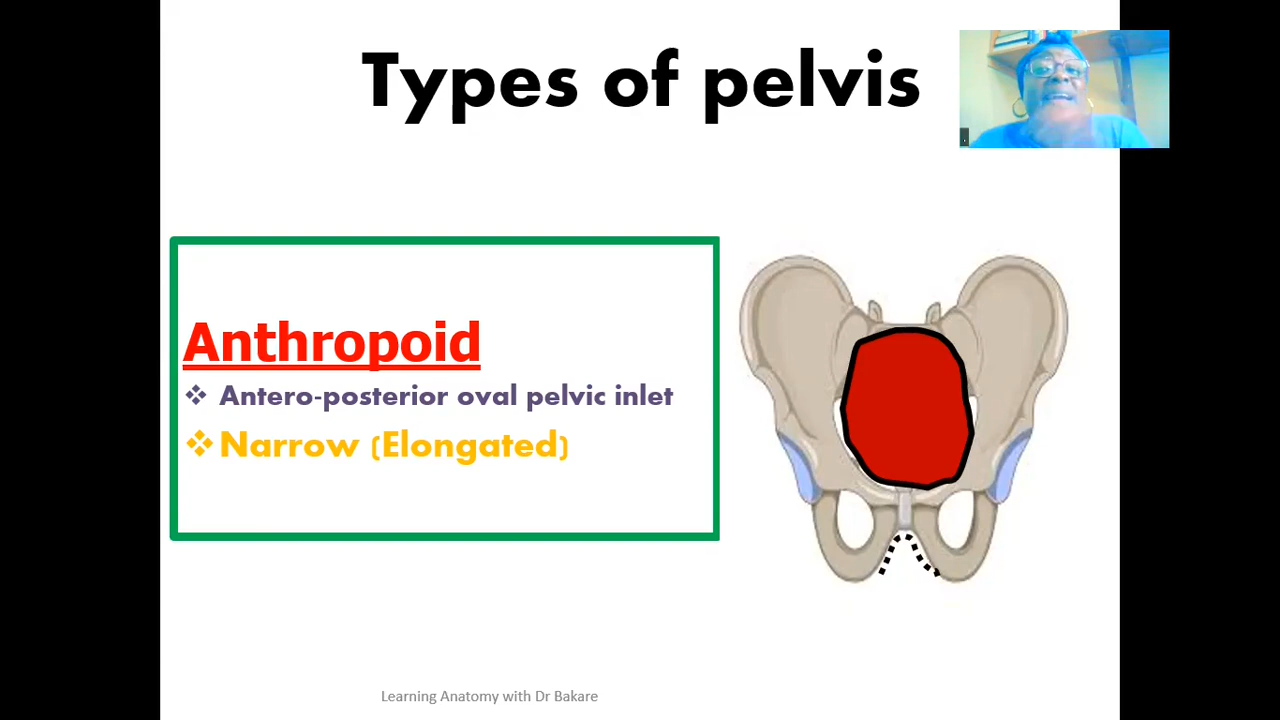 Types of pelvis
Anthropoid
❖ Antero-posterior oval pelvic inlet
❖ Narrow (Elongated)
Learning Anatomy with Dr Bakare